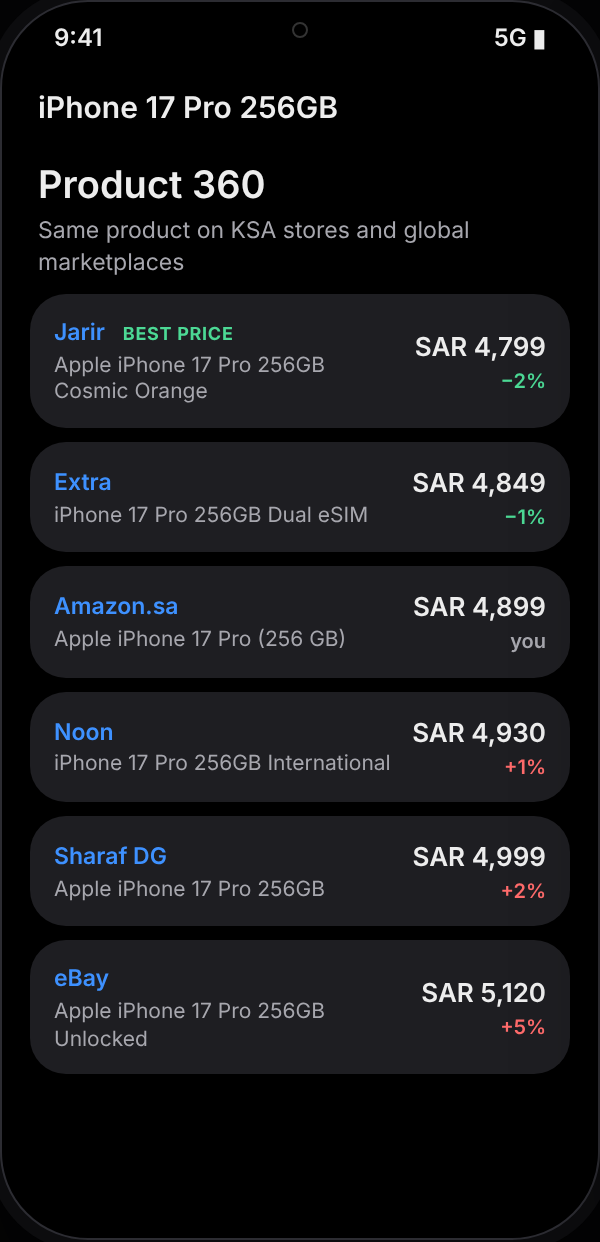 9:41 5G
iPhone 17 Pro 256GB
Product 360
Same product on KSA stores and global
marketplaces
Jarir BEST PRICE
Apple iPhone 17 Pro 256GB
Cosmic Orange
SAR 4,799
−2%
Extra
iPhone 17 Pro 256GB Dual eSIM
SAR 4,849
−1%
Amazon.sa
Apple iPhone 17 Pro (256 GB)
SAR 4,899
you
Noon
iPhone 17 Pro 256GB International
SAR 4,930
+1%
Sharaf DG
Apple iPhone 17 Pro 256GB
SAR 4,999
+2%
eBay
Apple iPhone 17 Pro 256GB
Unlocked
SAR 5,120
+5%